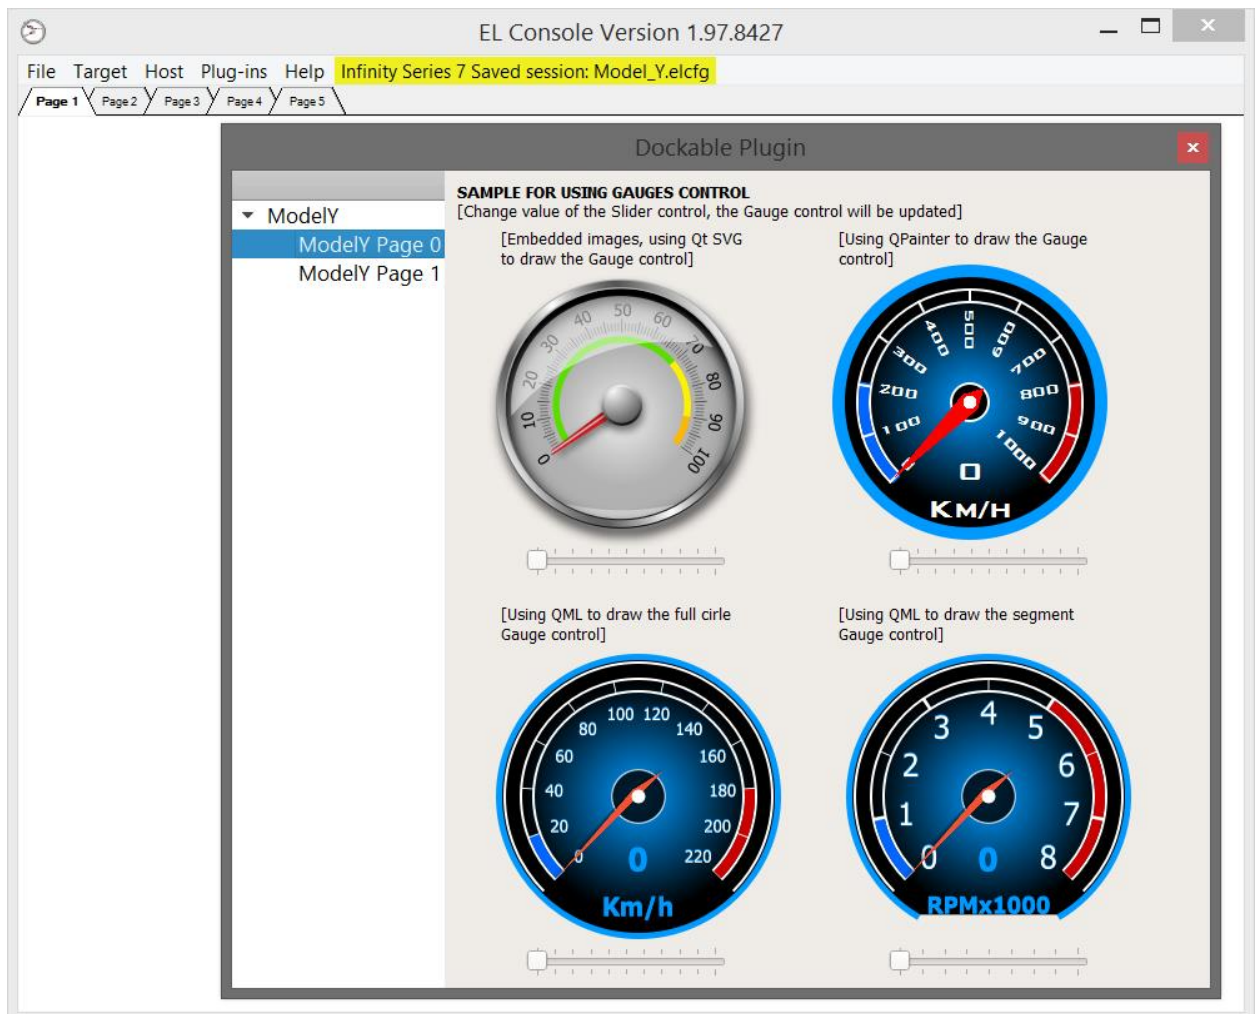 EL Console Version 1.97.8427
File Target Host Plug-ins Help Infinity Series 7 Saved session: Model_Y.elcfg
Page 1 Page 2 Page 3 Page 4 Page 5
Dockable Plugin
SAMPLE FOR USING GAUGES CONTROL
[Change value of the Slider control, the Gauge control will be updated]
ModelY
ModelY Page 0
ModelY Page 1
[Embedded images, using Qt SVG
to draw the Gauge control]
0 10 20 30 40 50 60 70 80 90 100
[Using QPainter to draw the Gauge
control]
0 100 200 300 400 500 600 700 800 900 1000
0
KM/H
[Using QML to draw the full cirle
Gauge control]
0 20 40 60 80 100 120 140 160 180 200 220
0
Km/h
[Using QML to draw the segment
Gauge control]
0 1 2 3 4 5 6 7 8
0
RPMx1000